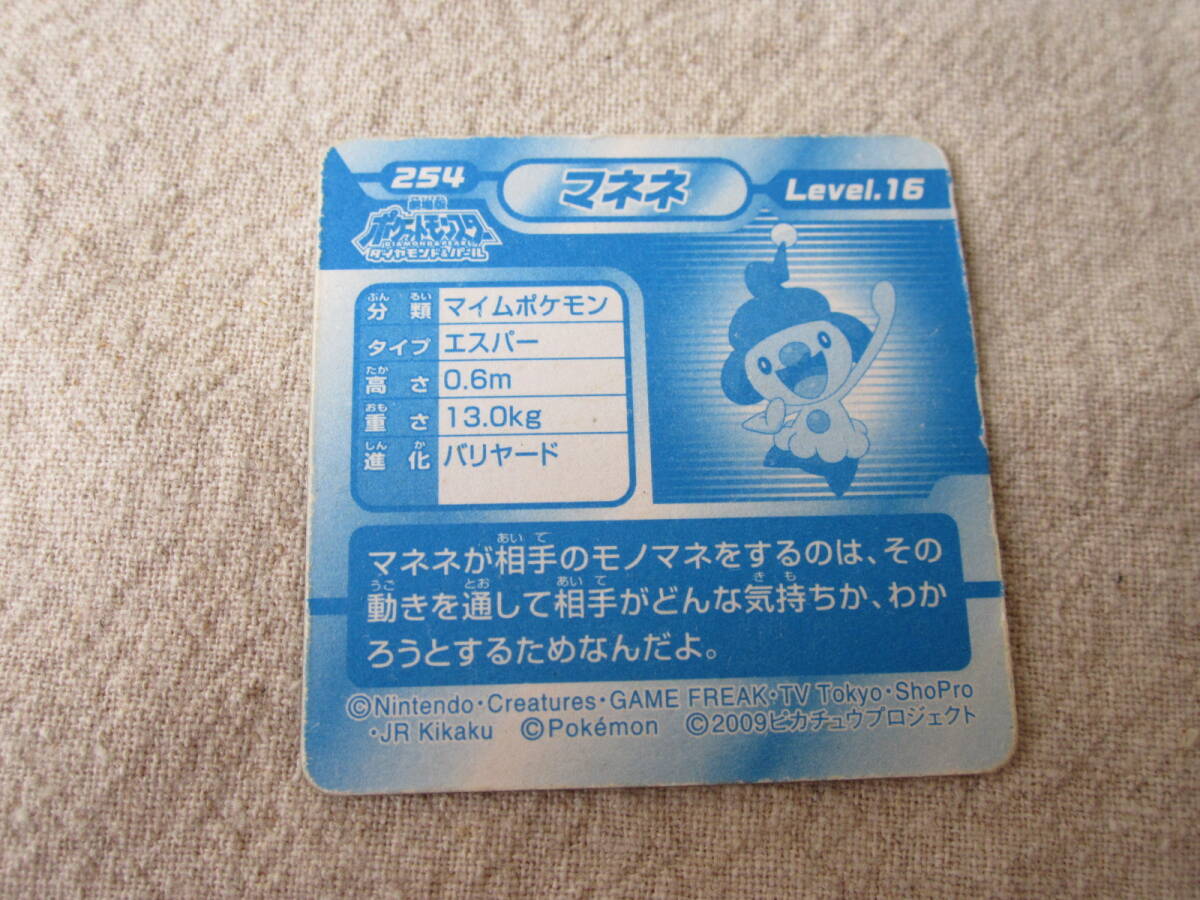 254
マネネ
Level.16
劇場版
ポケットモンスター
DIAMOND&PEARL
ダイヤモンド&パール
ぶん るい
分類 マイムポケモン
タイプ エスパー
たか
高さ 0.6m
おも
重さ 13.0kg
しん か
進化 バリヤード
あい て
マネネが相手のモノマネをするのは、その
うご とお あい て き も
動きを通して相手がどんな気持ちか、わか
ろうとするためなんだよ。
©Nintendo・Creatures・GAME FREAK・TV Tokyo・ShoPro
・JR Kikaku ©Pokémon ©2009ピカチュウプロジェクト